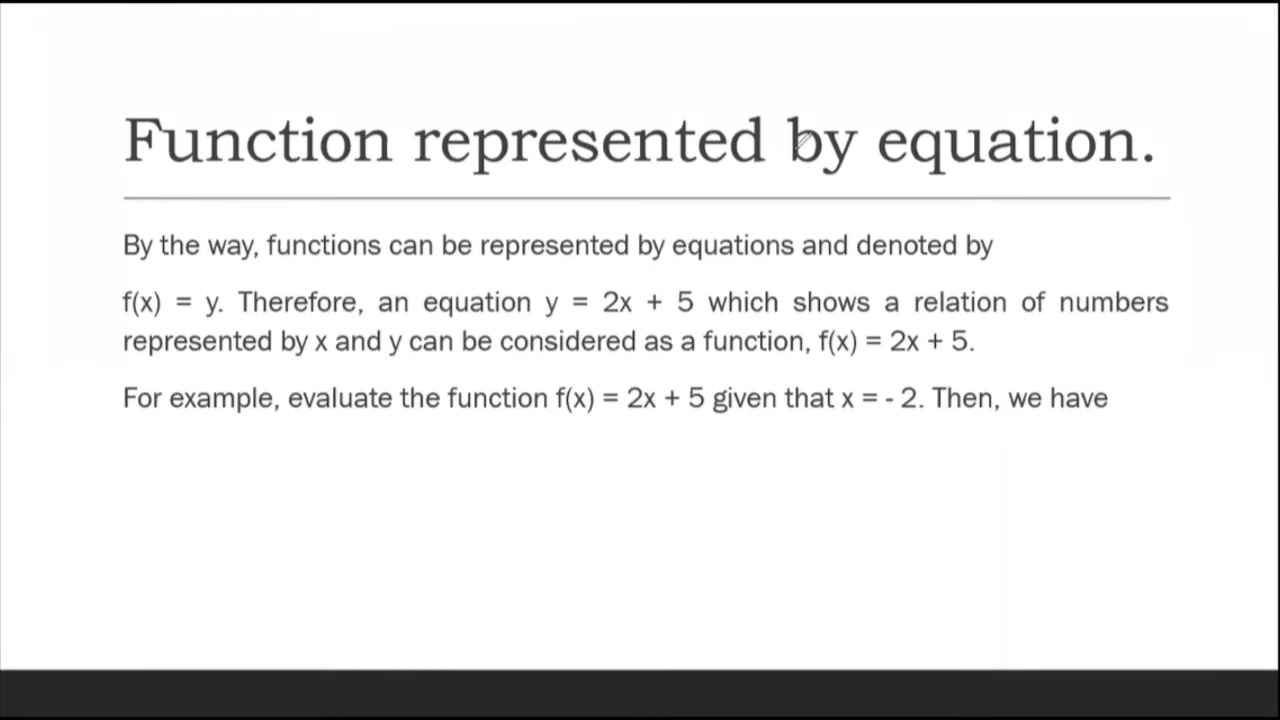 Function represented by equation.
By the way, functions can be represented by equations and denoted by
f(x) = y. Therefore, an equation y = 2x + 5 which shows a relation of numbers
represented by x and y can be considered as a function, f(x) = 2x + 5.
For example, evaluate the function f(x) = 2x + 5 given that x = - 2. Then, we have